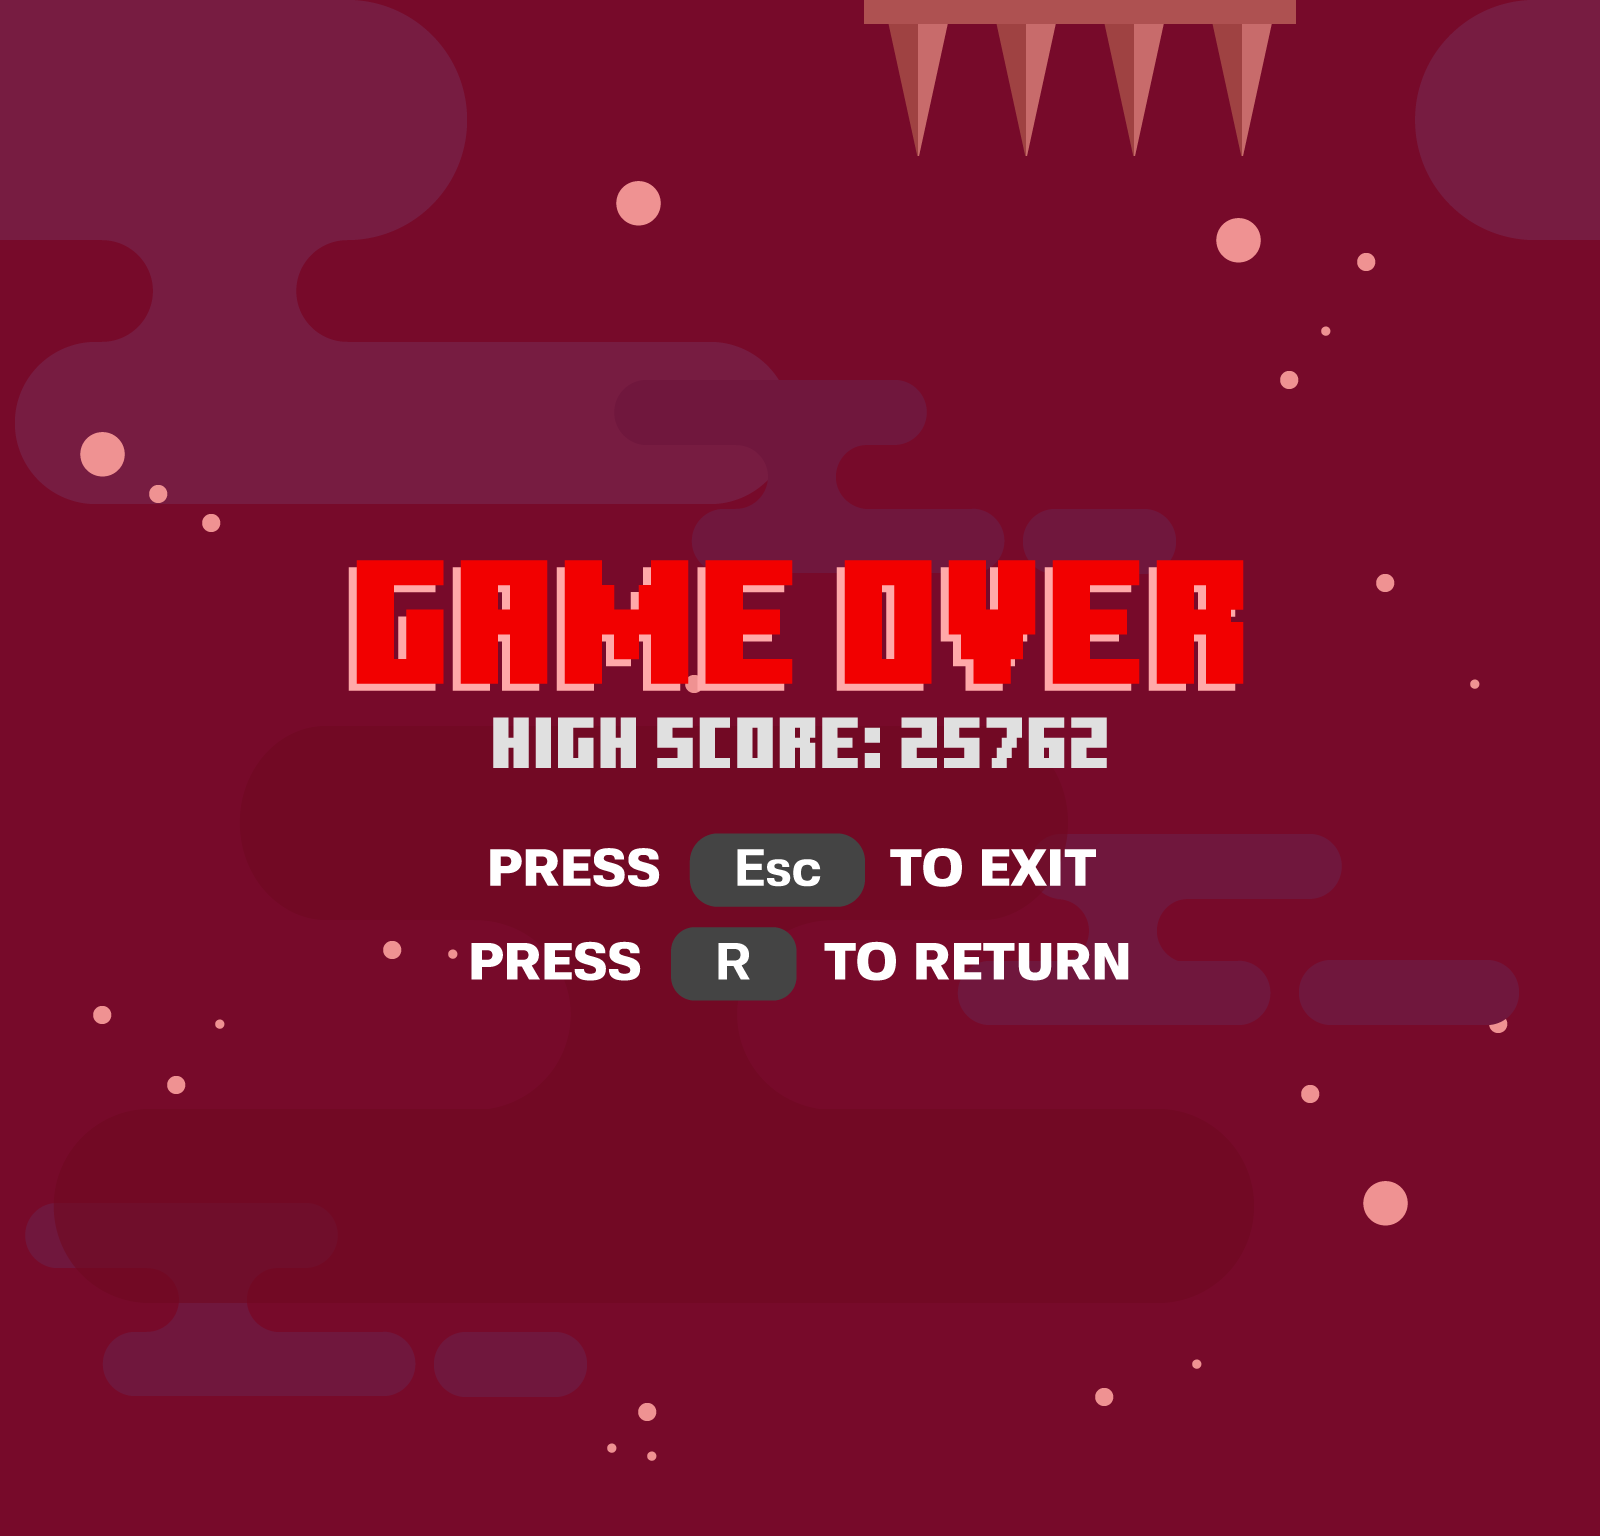 GAME OVER
HIGH SCORE: 25762
PRESS Esc TO EXIT
PRESS R TO RETURN